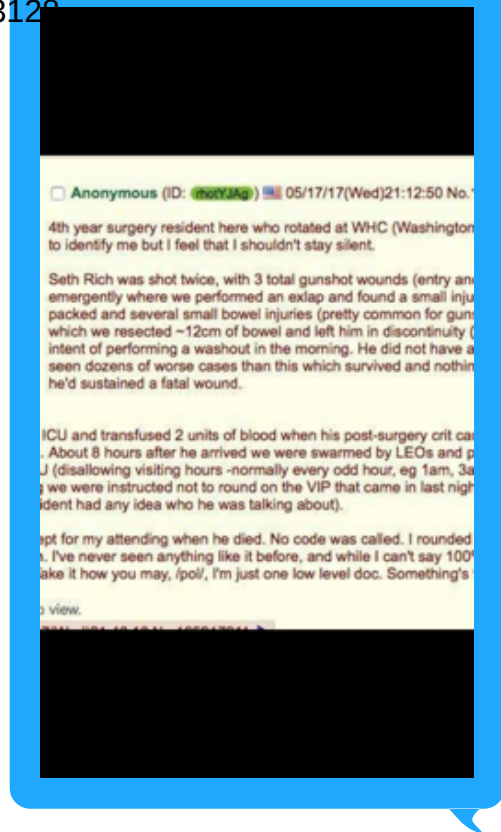 3128
Anonymous (ID: rhotYJAg) 05/17/17(Wed)21:12:50 No.
4th year surgery resident here who rotated at WHC (Washington
to identify me but I feel that I shouldn't stay silent.
Seth Rich was shot twice, with 3 total gunshot wounds (entry an
emergently where we performed an exlap and found a small inju
packed and several small bowel injuries (pretty common for gun
which we resected ~12cm of bowel and left him in discontinuity (
intent of performing a washout in the morning. He did not have a
seen dozens of worse cases than this which survived and nothin
he'd sustained a fatal wound.
ICU and transfused 2 units of blood when his post-surgery crit ca
. About 8 hours after he arrived we were swarmed by LEOs and p
U (disallowing visiting hours -normally every odd hour, eg 1am, 3a
g we were instructed not to round on the VIP that came in last nigh
ident had any idea who he was talking about).
ept for my attending when he died. No code was called. I rounded
. I've never seen anything like it before, and while I can't say 100
ake it how you may, /pol/, I'm just one low level doc. Something's
o view.